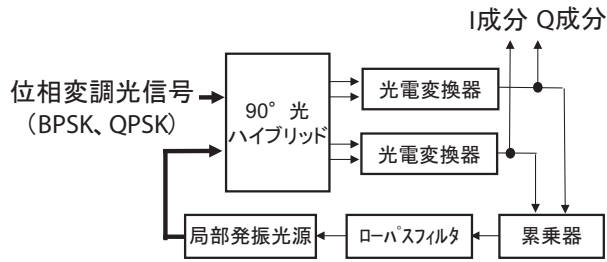 I成分 Q成分
位相変調光信号
(BPSK、QPSK)
90°光
ハイブリッド
光電変換器
光電変換器
局部発振光源
ローパスフィルタ
累乗器